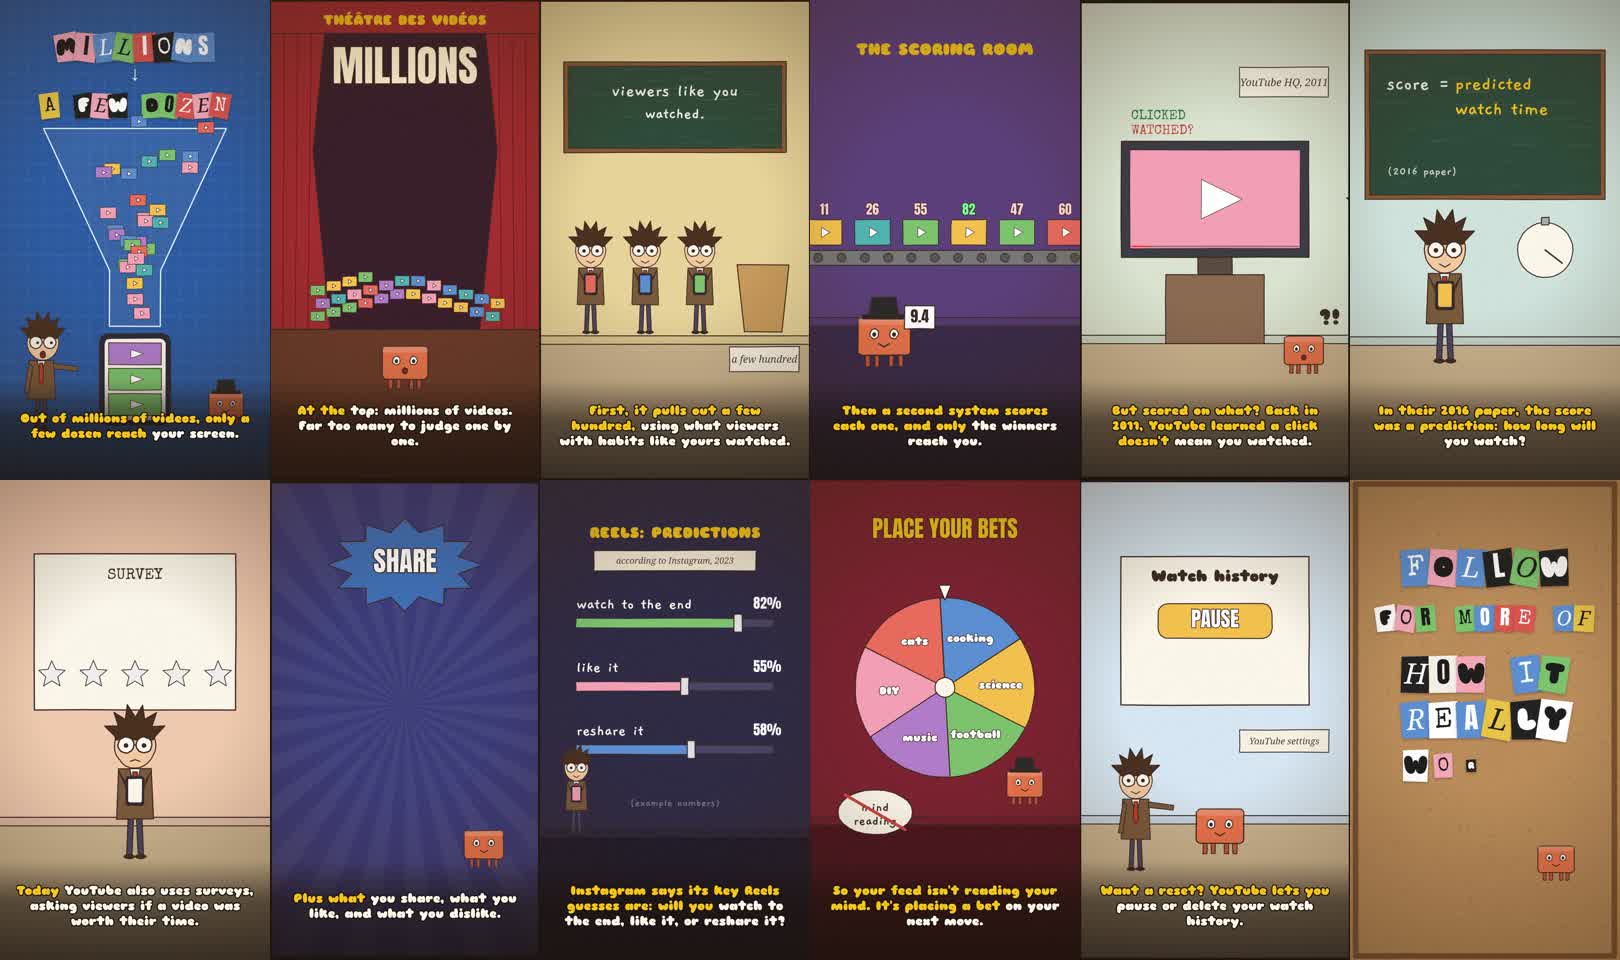 MILLIONS
↓
A FEW DOZEN
Out of millions of videos, only a
few dozen reach your screen.
THÉÂTRE DES VIDÉOS
MILLIONS
At the top: millions of videos.
Far too many to judge one by
one.
viewers like you
watched.
a few hundred
First, it pulls out a few
hundred, using what viewers
with habits like yours watched.
THE SCORING ROOM
11 26 55 82 47 60
9.4
Then a second system scores
each one, and only the winners
reach you.
YouTube HQ, 2011
CLICKED
WATCHED?
?!
But scored on what? Back in
2011, YouTube learned a click
doesn't mean you watched.
score = predicted
watch time
(2016 paper)
In their 2016 paper, the score
was a prediction: how long will
you watch?
SURVEY
Today YouTube also uses surveys,
asking viewers if a video was
worth their time.
SHARE
Plus what you share, what you
like, and what you dislike.
REELS: PREDICTIONS
according to Instagram, 2023
watch to the end 82%
like it 55%
reshare it 58%
(example numbers)
Instagram says its key Reels
guesses are: will you watch to
the end, like it, or reshare it?
PLACE YOUR BETS
cats
cooking
DIY
science
music
football
mind
reading
So your feed isn't reading your
mind. It's placing a bet on your
next move.
Watch history
PAUSE
YouTube settings
Want a reset? YouTube lets you
pause or delete your watch
history.
FOLLOW
FOR MORE OF
HOW IT
REALLY
WO